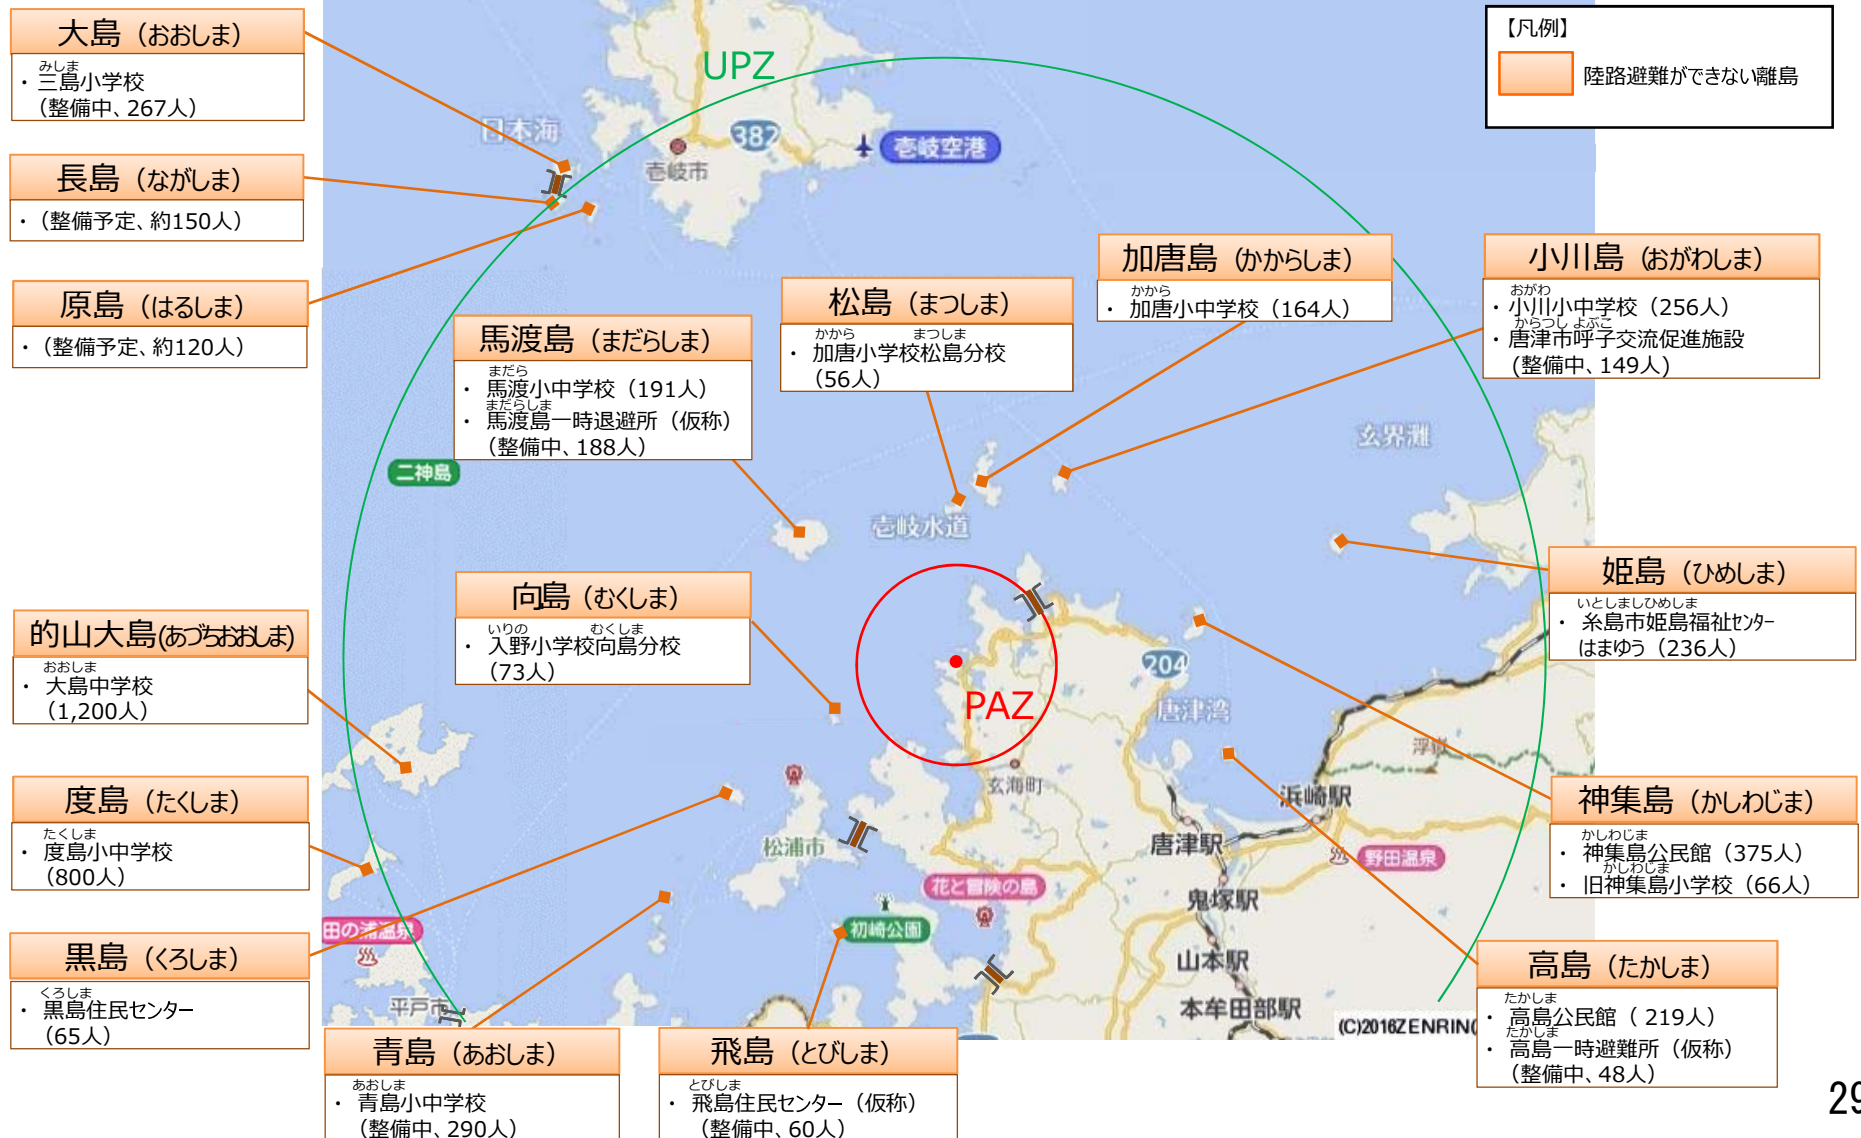 大島（おおしま）
みしま
・三島小学校
（整備中、267人）
長島（ながしま）
・（整備予定、約150人）
原島（はるしま）
・（整備予定、約120人）
馬渡島（まだらしま）
まだら
・馬渡小中学校（191人）
まだらしま
・馬渡島一時退避所（仮称）
（整備中、188人）
松島（まつしま）
かから　まつしま
・加唐小学校松島分校
（56人）
加唐島（かからしま）
かから
・加唐小中学校（164人）
小川島（おがわしま）
おがわ
・小川小中学校（256人）
からつし よぶこ
・唐津市呼子交流促進施設
(整備中、149人)
【凡例】
陸路避難ができない離島
向島（むくしま）
いりの　むくしま
・入野小学校向島分校
（73人）
姫島（ひめしま）
いとしましひめしま
・糸島市姫島福祉センター
はまゆう（236人）
的山大島(あづちおおしま)
おおしま
・大島中学校
（1,200人）
度島（たくしま）
たくしま
・度島小中学校
（800人）
黒島（くろしま）
くろしま
・黒島住民センター
（65人）
神集島（かしわじま）
かしわじま
・神集島公民館（375人）
かしわじま
・旧神集島小学校（66人）
高島（たかしま）
たかしま
・高島公民館（ 219人）
たかしま
・高島一時避難所（仮称）
（整備中、48人）
青島（あおしま）
あおしま
・青島小中学校
（整備中、290人）
飛島（とびしま）
とびしま
・飛島住民センター（仮称）
（整備中、60人）
UPZ
PAZ
日本海
382
壱岐空港
壱岐市
二神島
壱岐水道
玄界灘
204
唐津湾
浮嶽
玄海町
浜崎駅
唐津駅
野田温泉
松浦市
花と冒険の島
鬼塚駅
初崎公園
田の浦温泉
山本駅
平戸市
本牟田部駅
(C)2016ZENRIN(
29